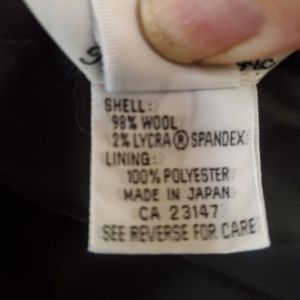 SHELL:
98% WOOL
2% LYCRA® SPANDEX
LINING:
100% POLYESTER
MADE IN JAPAN
CA 23147
SEE REVERSE FOR CARE